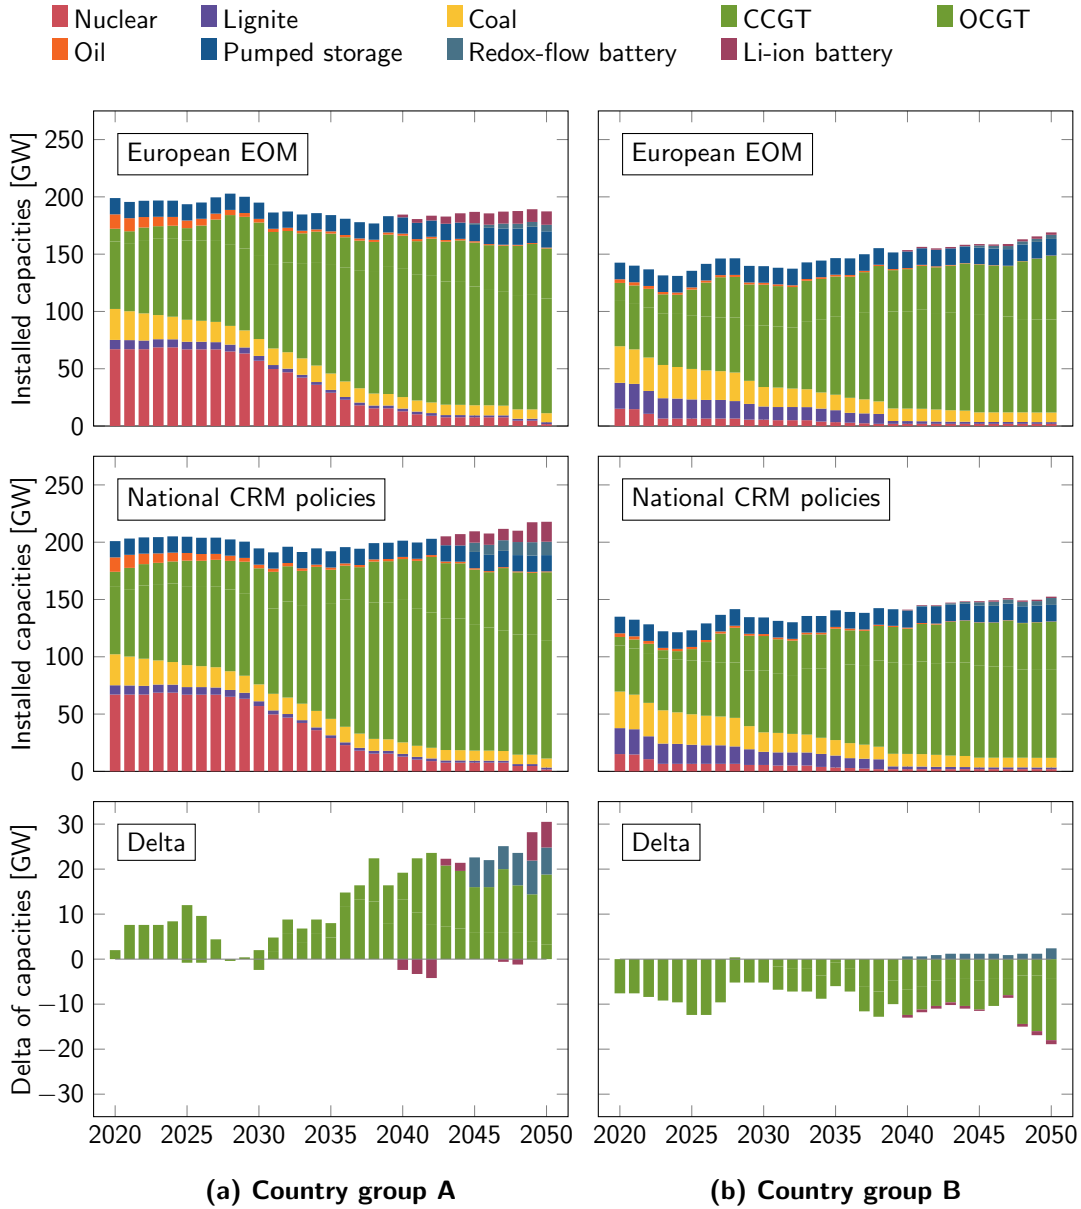 Nuclear Lignite Coal CCGT OCGT
Oil Pumped storage Redox-flow battery Li-ion battery
Installed capacities [GW]
250
200
150
100
50
0
European EOM
European EOM
Installed capacities [GW]
250
200
150
100
50
0
National CRM policies
National CRM policies
Delta of capacities [GW]
30
20
10
0
−10
−20
−30
Delta
Delta
2020 2025 2030 2035 2040 2045 2050
2020 2025 2030 2035 2040 2045 2050
(a) Country group A
(b) Country group B